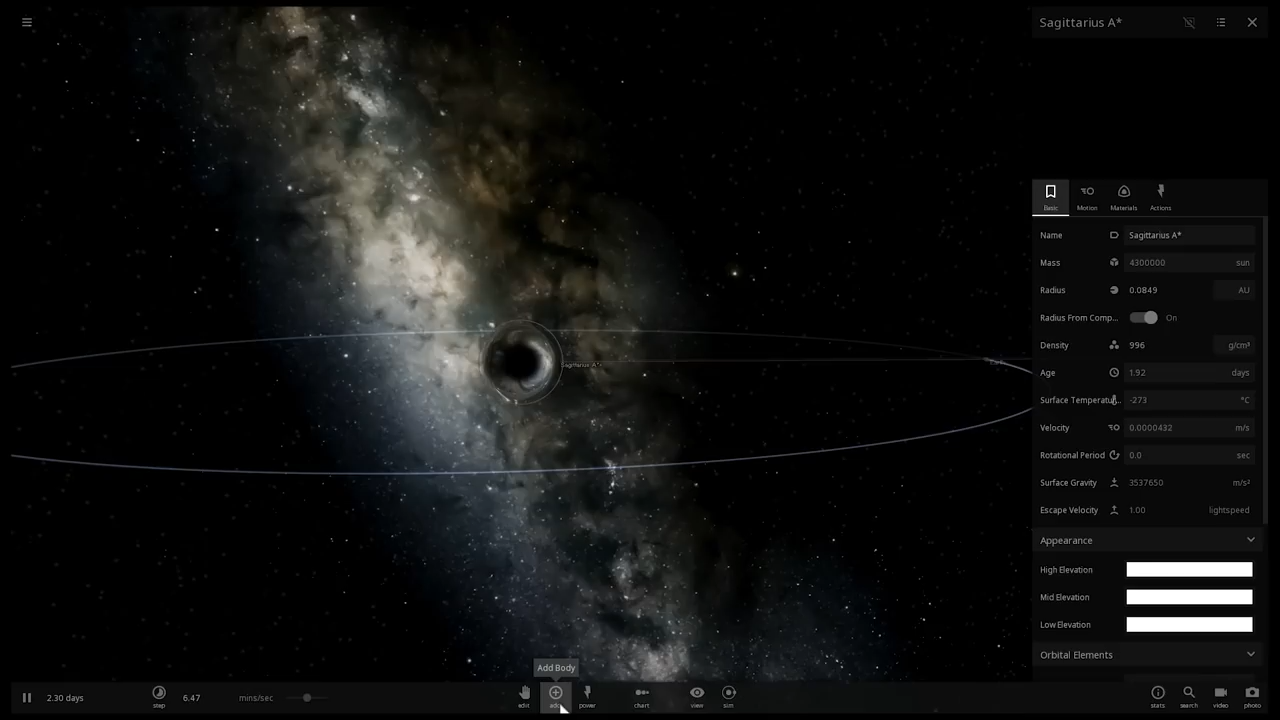 Sagittarius A*
Basic
Motion
Materials
Actions
Name
Sagittarius A*
Mass
4300000
sun
Radius
0.0849
AU
Radius From Comp...
On
Density
996
g/cm³
Age
1.92
days
Surface Temperatu...
-273
°C
Velocity
0.0000432
m/s
Rotational Period
0.0
sec
Surface Gravity
3537650
m/s²
Escape Velocity
1.00
lightspeed
Appearance
High Elevation
Mid Elevation
Low Elevation
Orbital Elements
Sagittarius A*
Add Body
2.30 days
step
6.47
mins/sec
edit
add
power
chart
view
sim
stats
search
video
photo